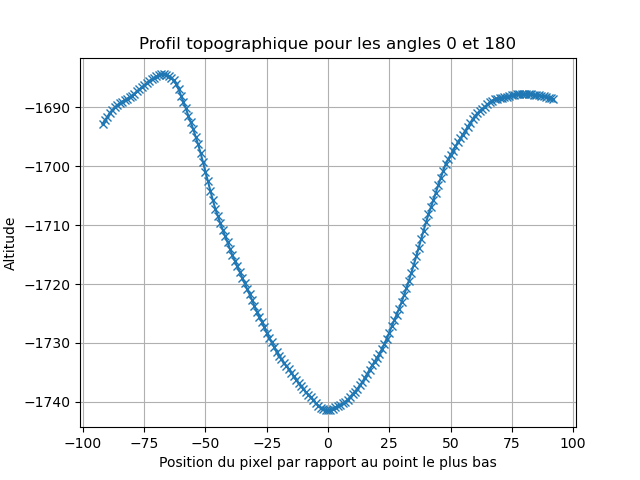 Profil topographique pour les angles 0 et 180
Altitude
−1690
−1700
−1710
−1720
−1730
−1740
−100 −75 −50 −25 0 25 50 75 100
Position du pixel par rapport au point le plus bas